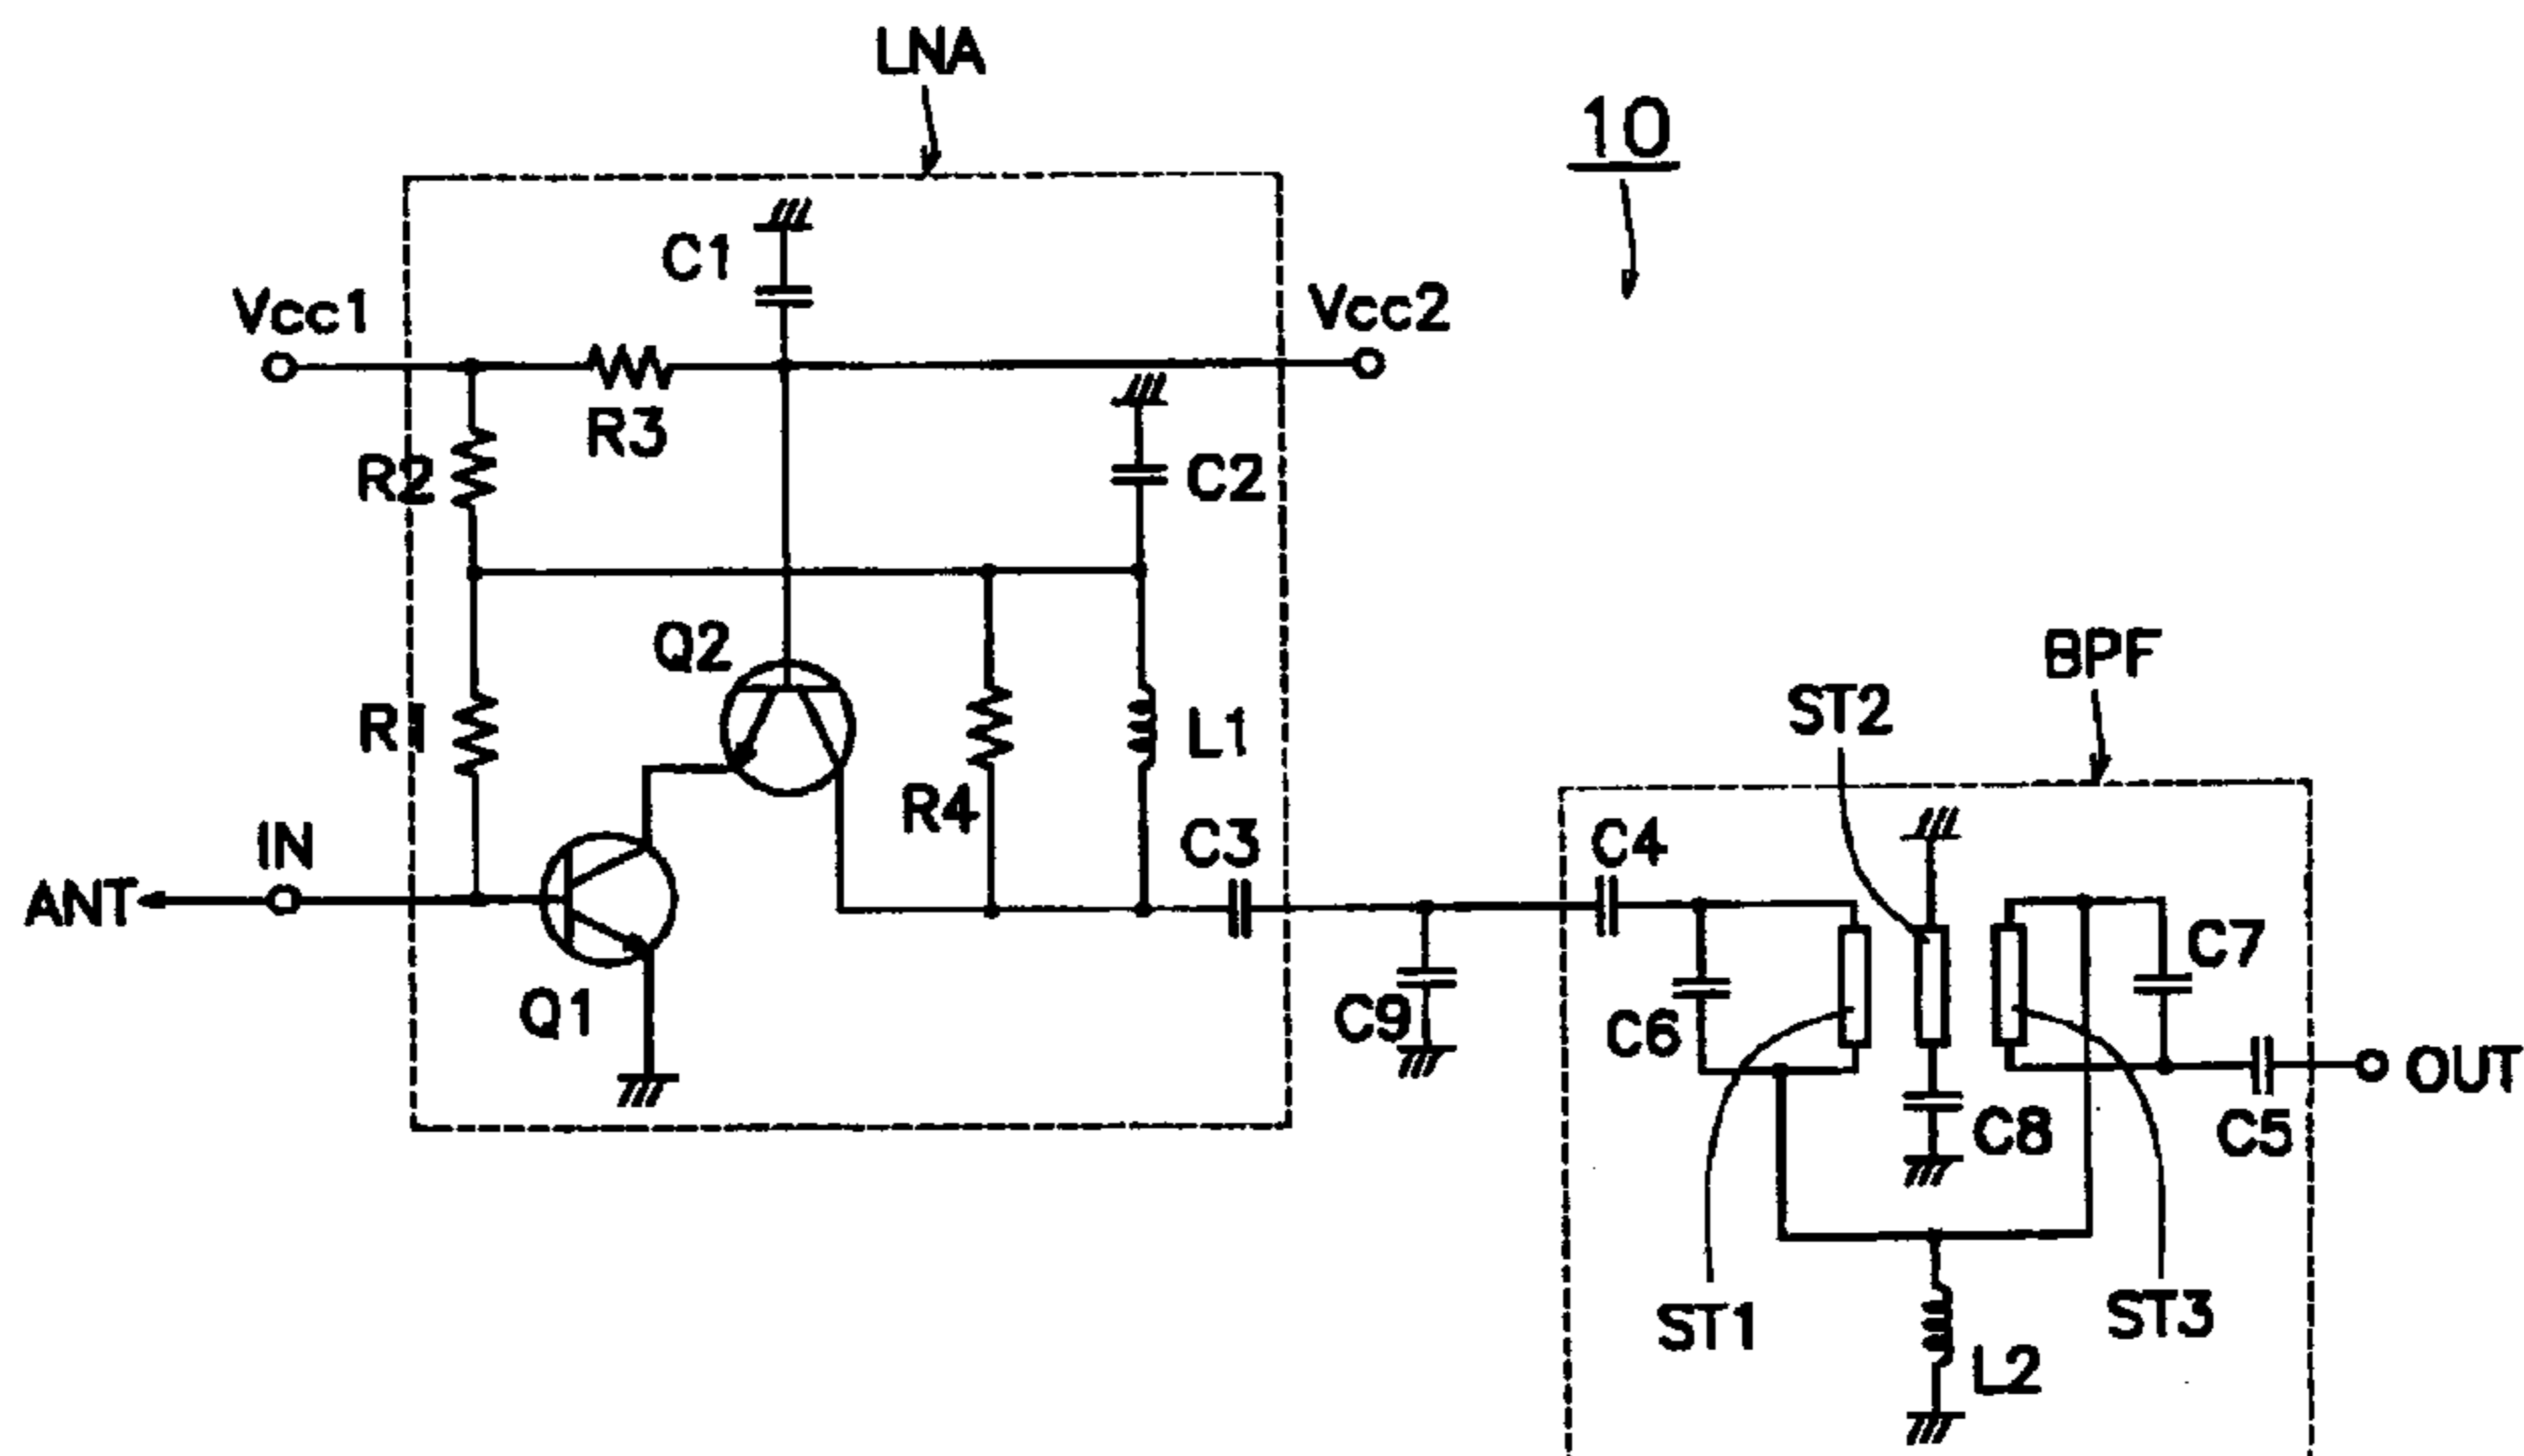 LNA
10
C1
Vcc1
Vcc2
R3
R2
C2
Q2
BPF
ST2
R1
L1
R4
C3
C4
IN
ANT
C7
C9
C6
Q1
OUT
C8
C5
ST1
ST3
L2